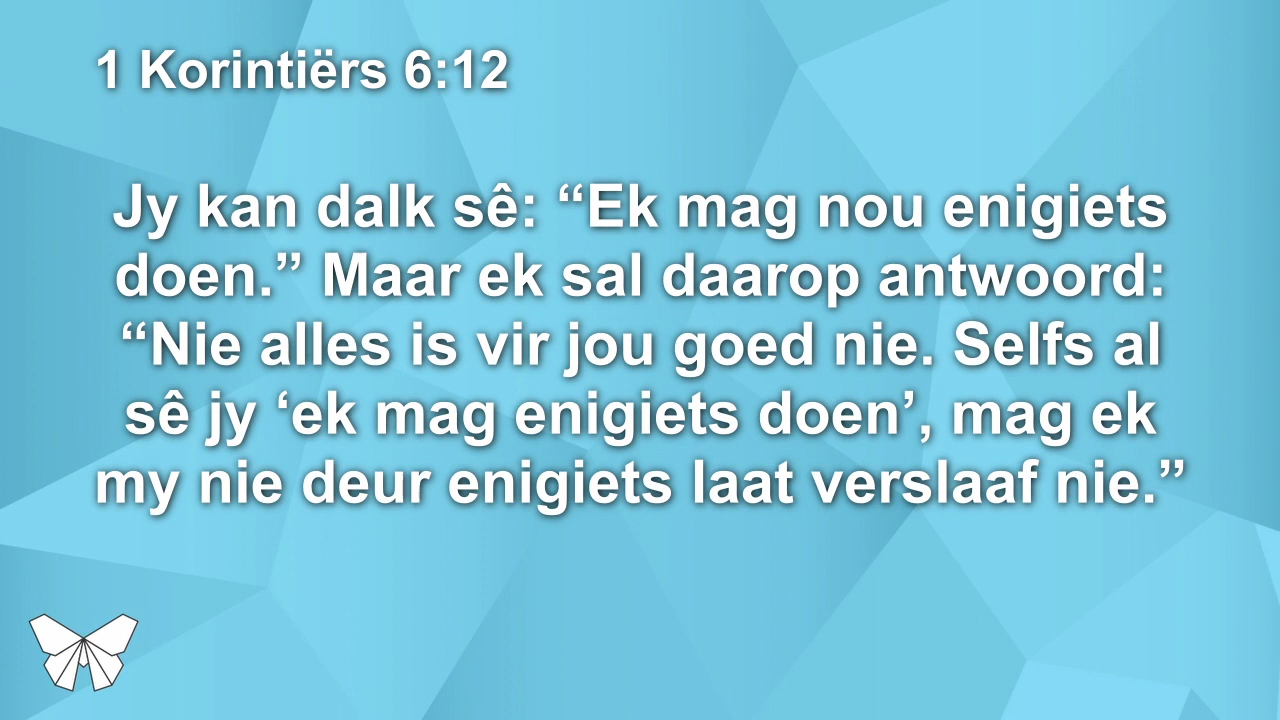 1 Korintiërs 6:12
Jy kan dalk sê: “Ek mag nou enigiets
doen.” Maar ek sal daarop antwoord:
“Nie alles is vir jou goed nie. Selfs al
sê jy ‘ek mag enigiets doen’, mag ek
my nie deur enigiets laat verslaaf nie.”